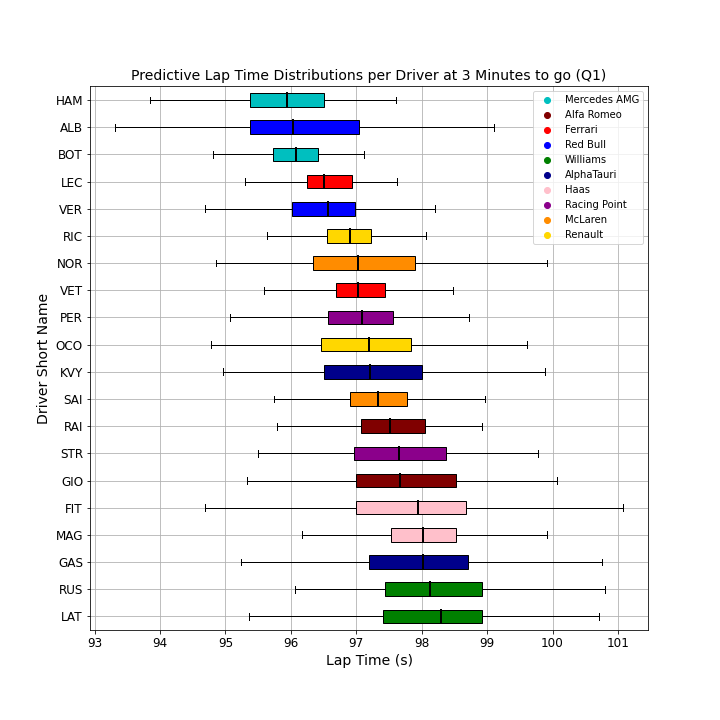 Predictive Lap Time Distributions per Driver at 3 Minutes to go (Q1)
HAM
ALB
BOT
LEC
VER
RIC
NOR
VET
PER
OCO
KVY
SAI
RAI
STR
GIO
FIT
MAG
GAS
RUS
LAT
Driver Short Name
Mercedes AMG
Alfa Romeo
Ferrari
Red Bull
Williams
AlphaTauri
Haas
Racing Point
McLaren
Renault
93 94 95 96 97 98 99 100 101
Lap Time (s)